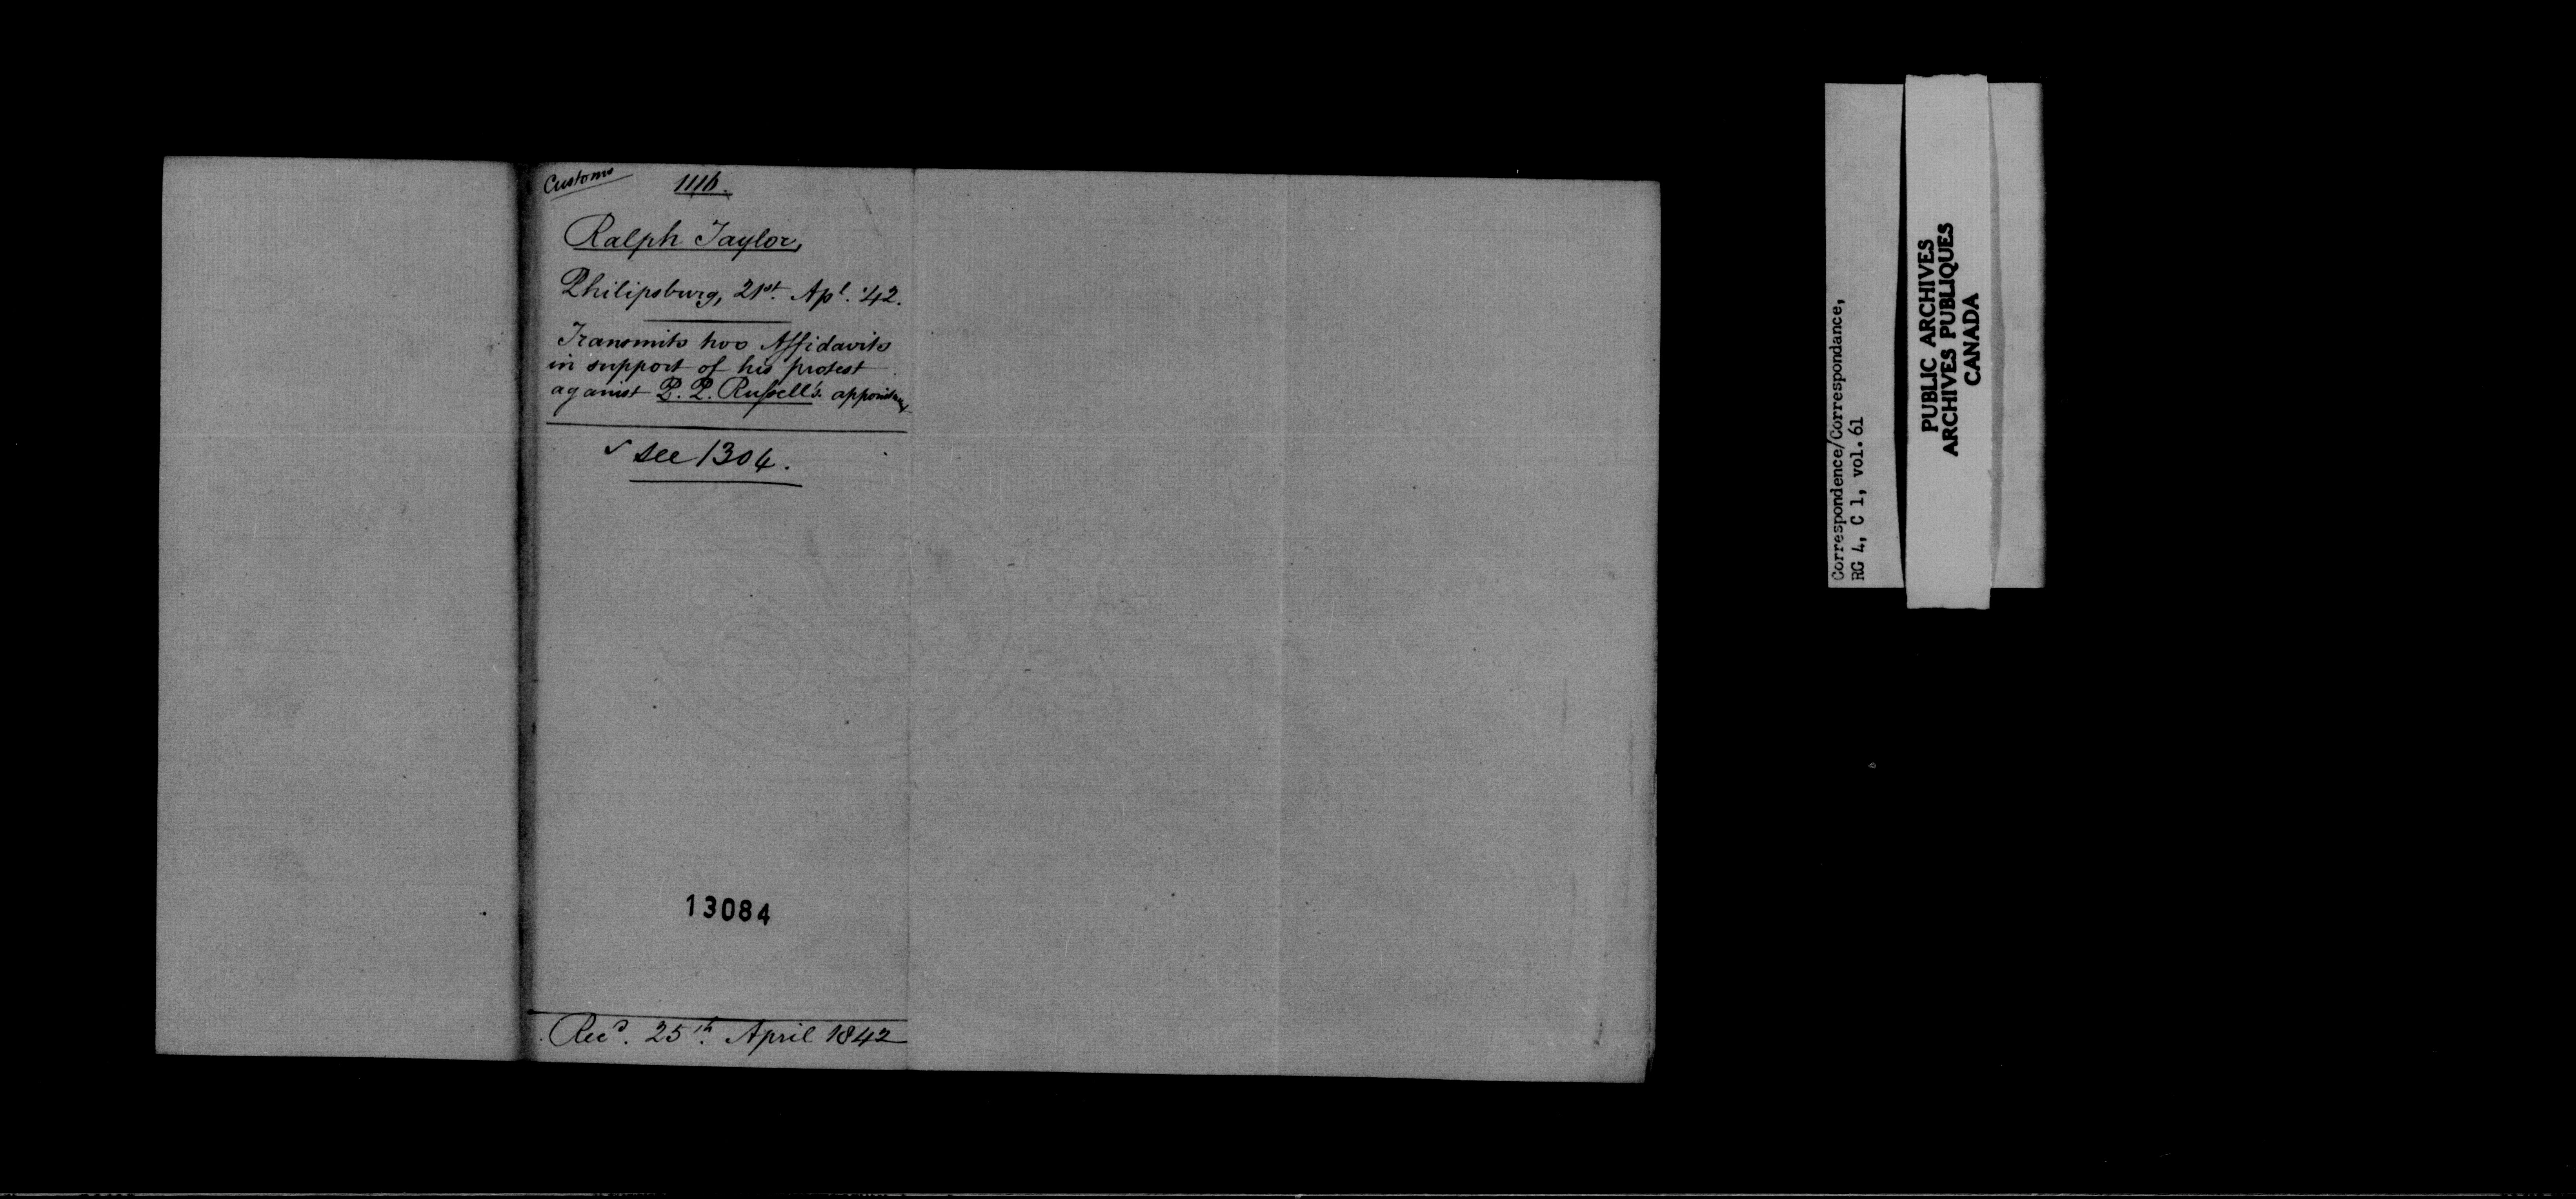 Customs
1116.
Ralph Taylor,
Philipsburg, 21st. Apl. '42.
Transmits two Affidavits
in support of his protest
against P. P. Russell's appointment
✓ see 1304.
13084
Recd. 25th. April 1842
Correspondence/Correspondance,
RG 4, C 1, vol. 61
PUBLIC ARCHIVES
ARCHIVES PUBLIQUES
CANADA